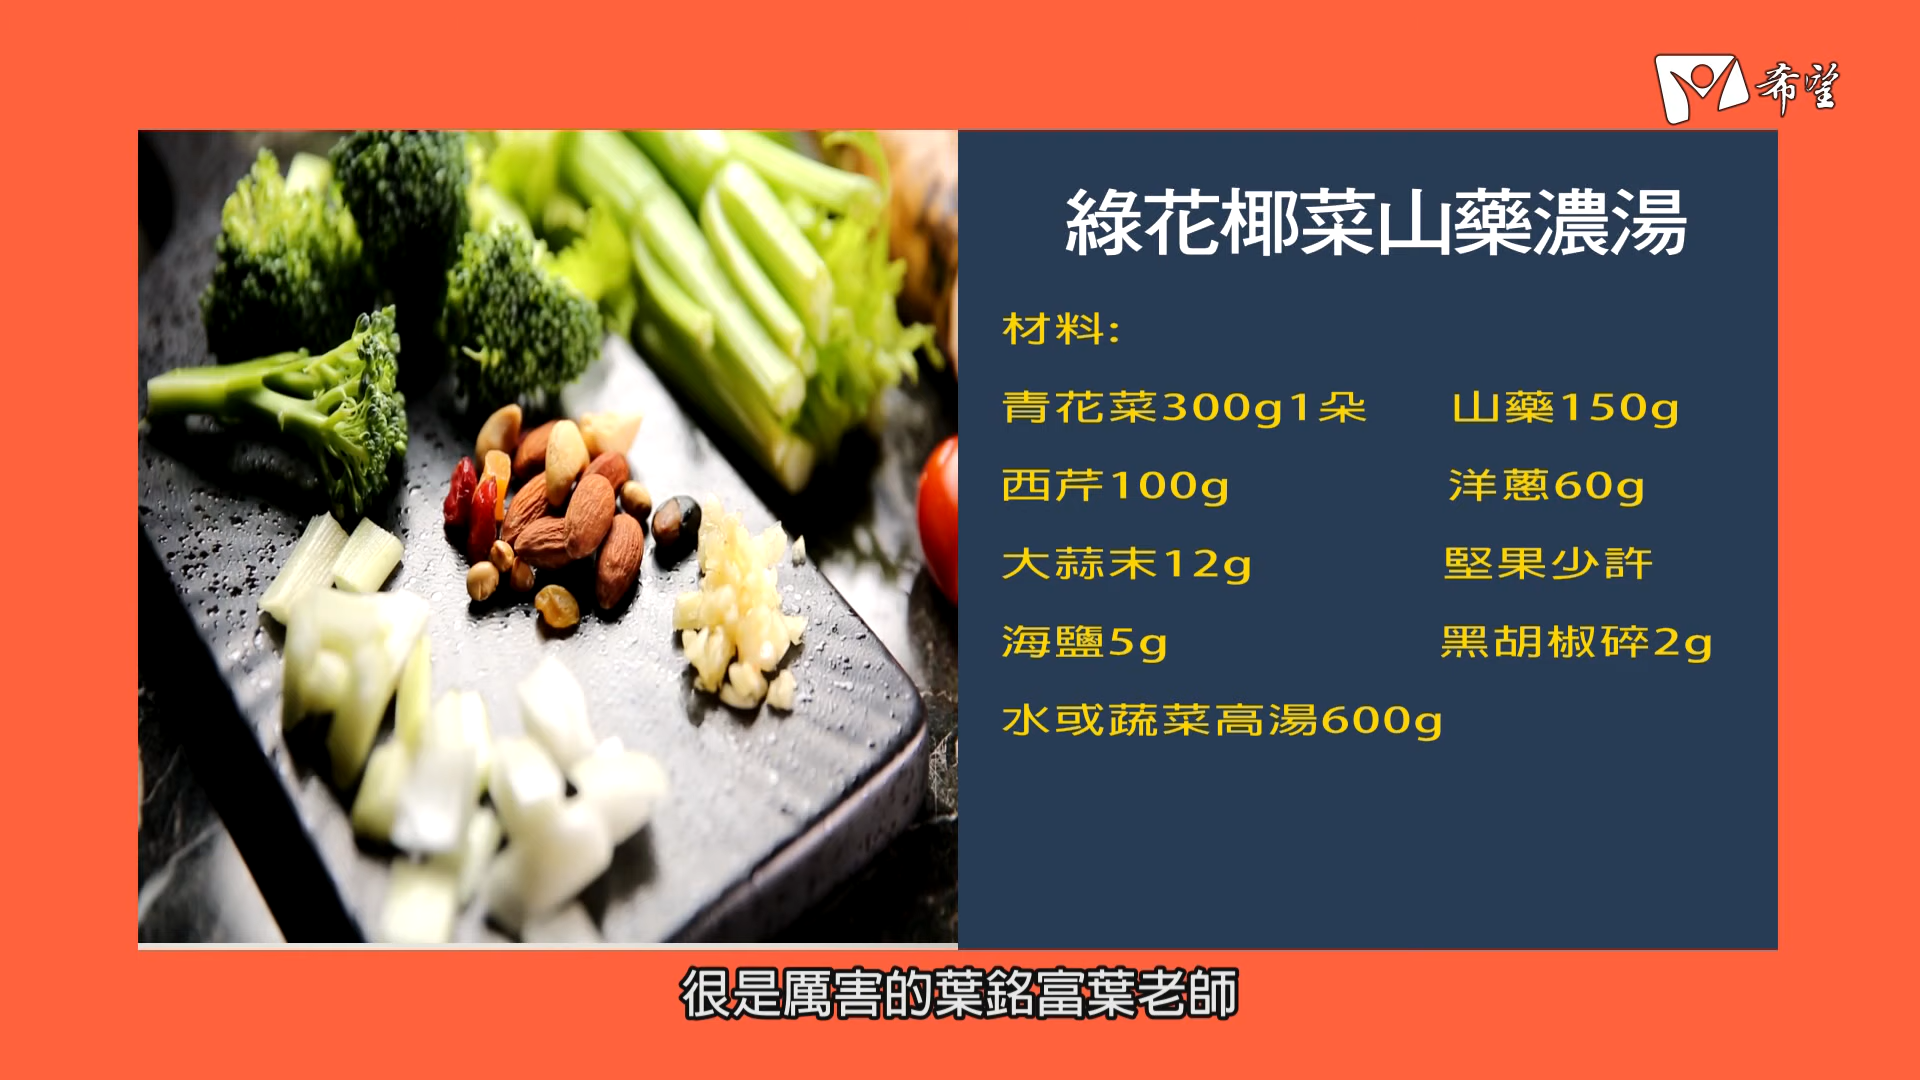 希望
綠花椰菜山藥濃湯
材料:
青花菜300g1朵 山藥150g
西芹100g 洋蔥60g
大蒜末12g 堅果少許
海鹽5g 黑胡椒碎2g
水或蔬菜高湯600g
很是厲害的葉銘富葉老師